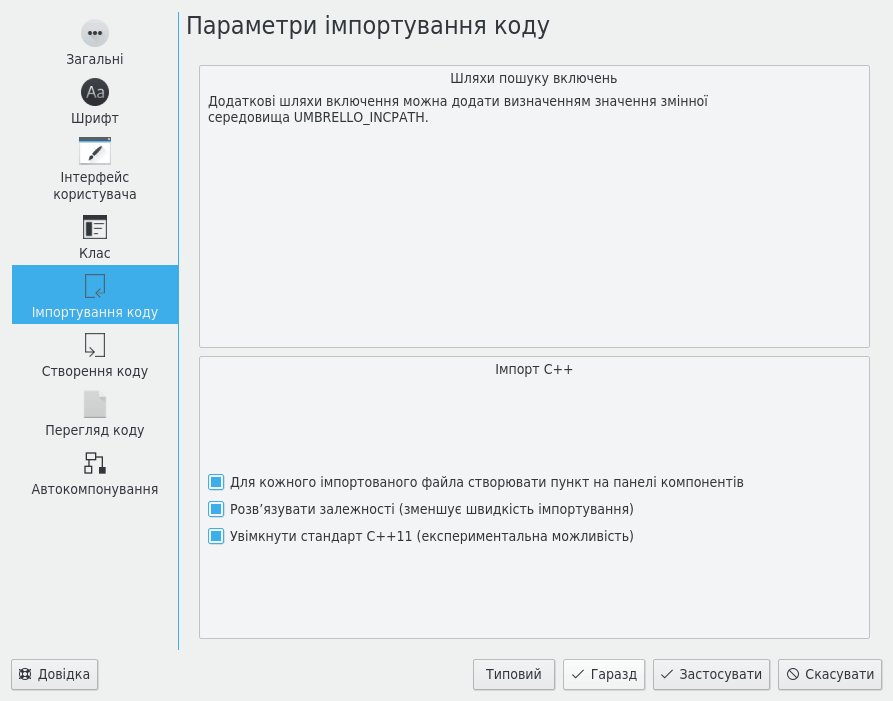 Параметри імпортування коду
Загальні
Aa
Шрифт
Інтерфейс
користувача
Клас
Імпортування коду
Створення коду
Перегляд коду
Автокомпонування
Шляхи пошуку включень
Додаткові шляхи включення можна додати визначенням значення змінної
середовища UMBRELLO_INCPATH.
Імпорт C++
Для кожного імпортованого файла створювати пункт на панелі компонентів
Розв’язувати залежності (зменшує швидкість імпортування)
Увімкнути стандарт C++11 (експериментальна можливість)
Довідка
Типовий
Гаразд
Застосувати
Скасувати